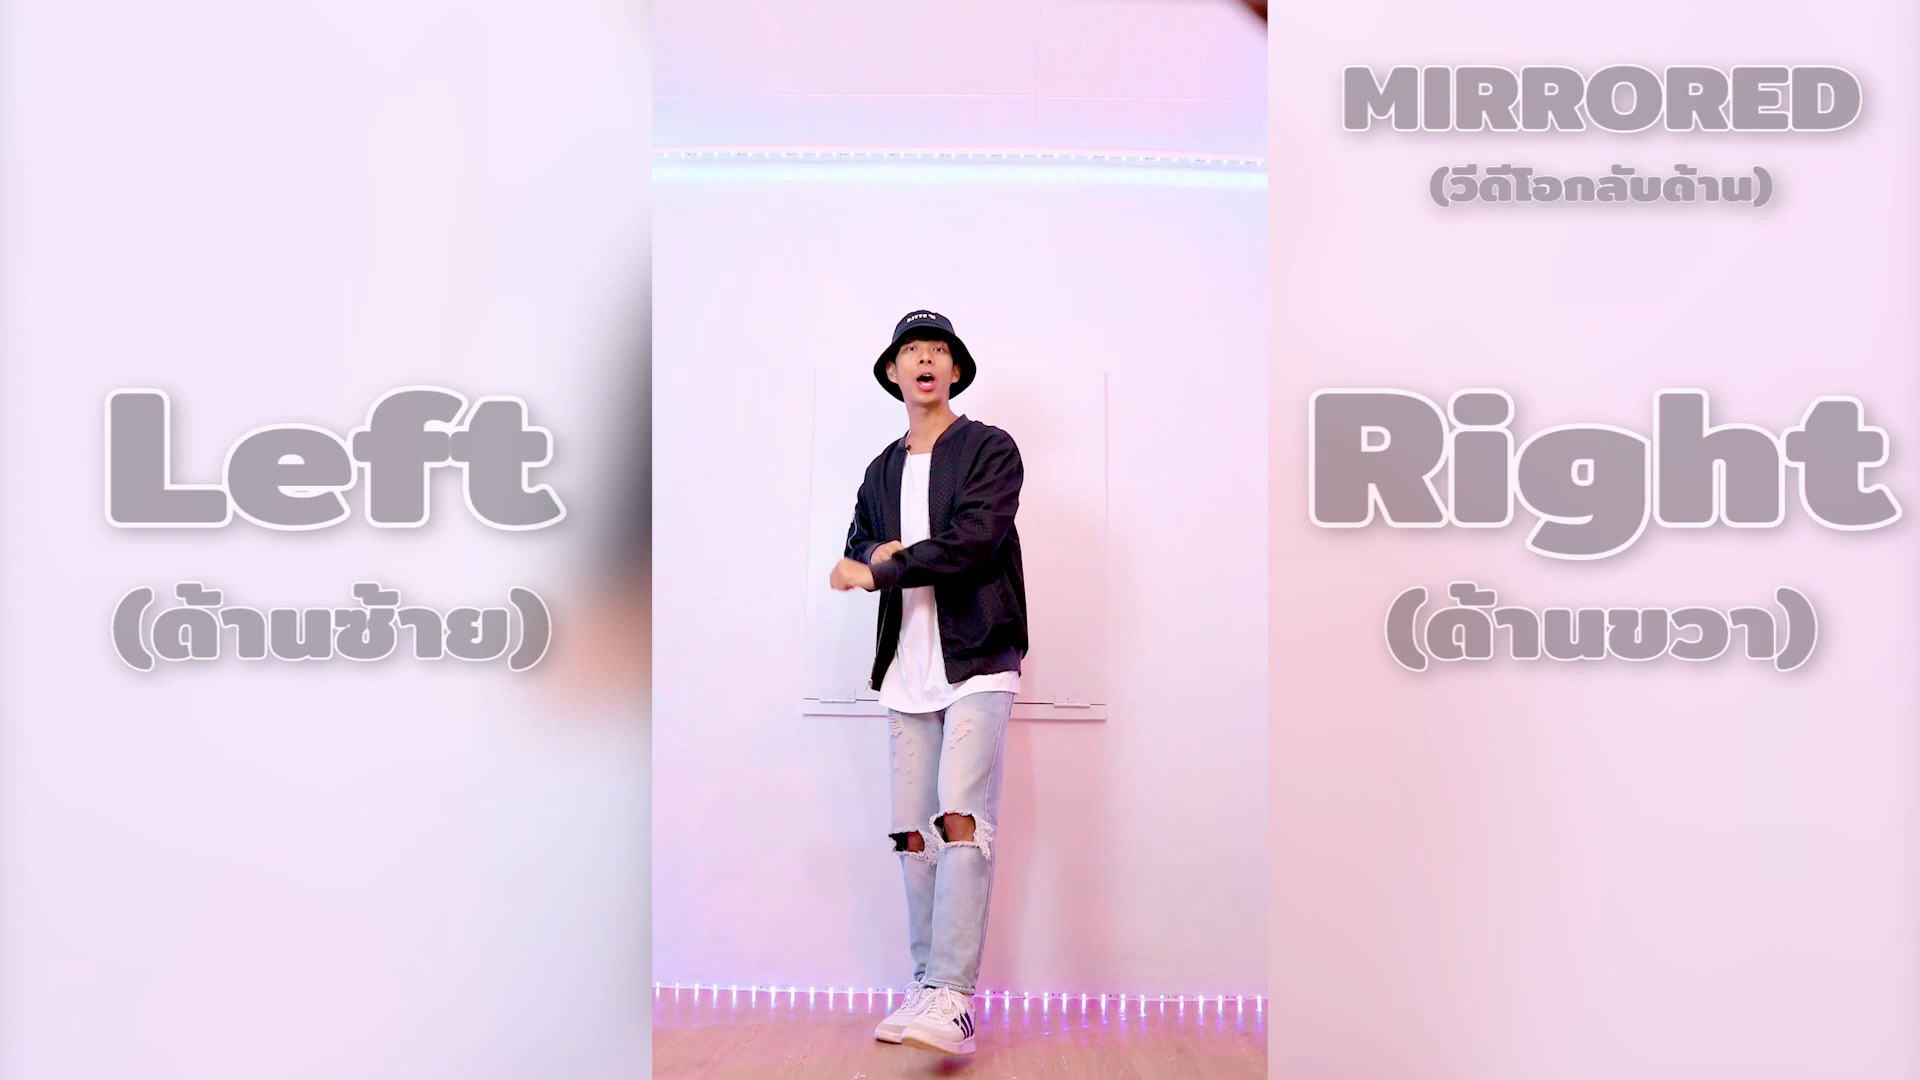 MIRRORED
(วีดีโอกลับด้าน)
Left
(ด้านซ้าย)
Right
(ด้านขวา)